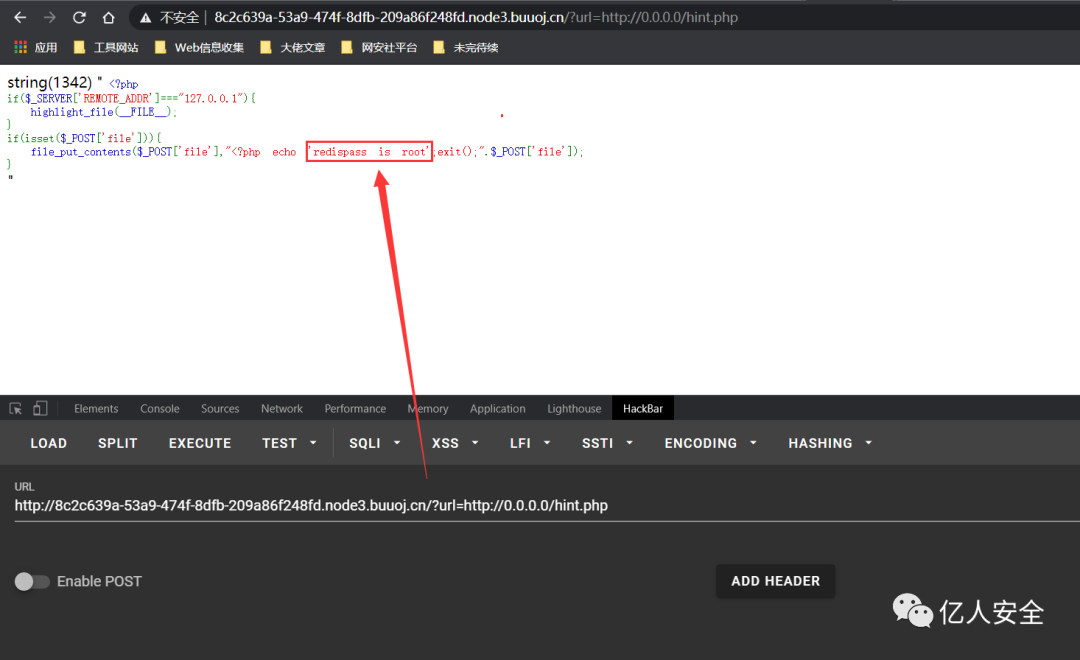 不安全 | 8c2c639a-53a9-474f-8dfb-209a86f248fd.node3.buuoj.cn/?url=http://0.0.0.0/hint.php
应用 工具网站 Web信息收集 大佬文章 网安社平台 未完待续
string(1342) " <?php
if($_SERVER['REMOTE_ADDR']==="127.0.0.1"){
highlight_file(__FILE__);
}
if(isset($_POST['file'])){
file_put_contents($_POST['file'],"<?php echo 'redispass is root';exit();".$_POST['file']);
}
"
Elements Console Sources Network Performance Memory Application Lighthouse HackBar
LOAD SPLIT EXECUTE TEST SQLI XSS LFI SSTI ENCODING HASHING
URL
http://8c2c639a-53a9-474f-8dfb-209a86f248fd.node3.buuoj.cn/?url=http://0.0.0.0/hint.php
Enable POST ADD HEADER
亿人安全